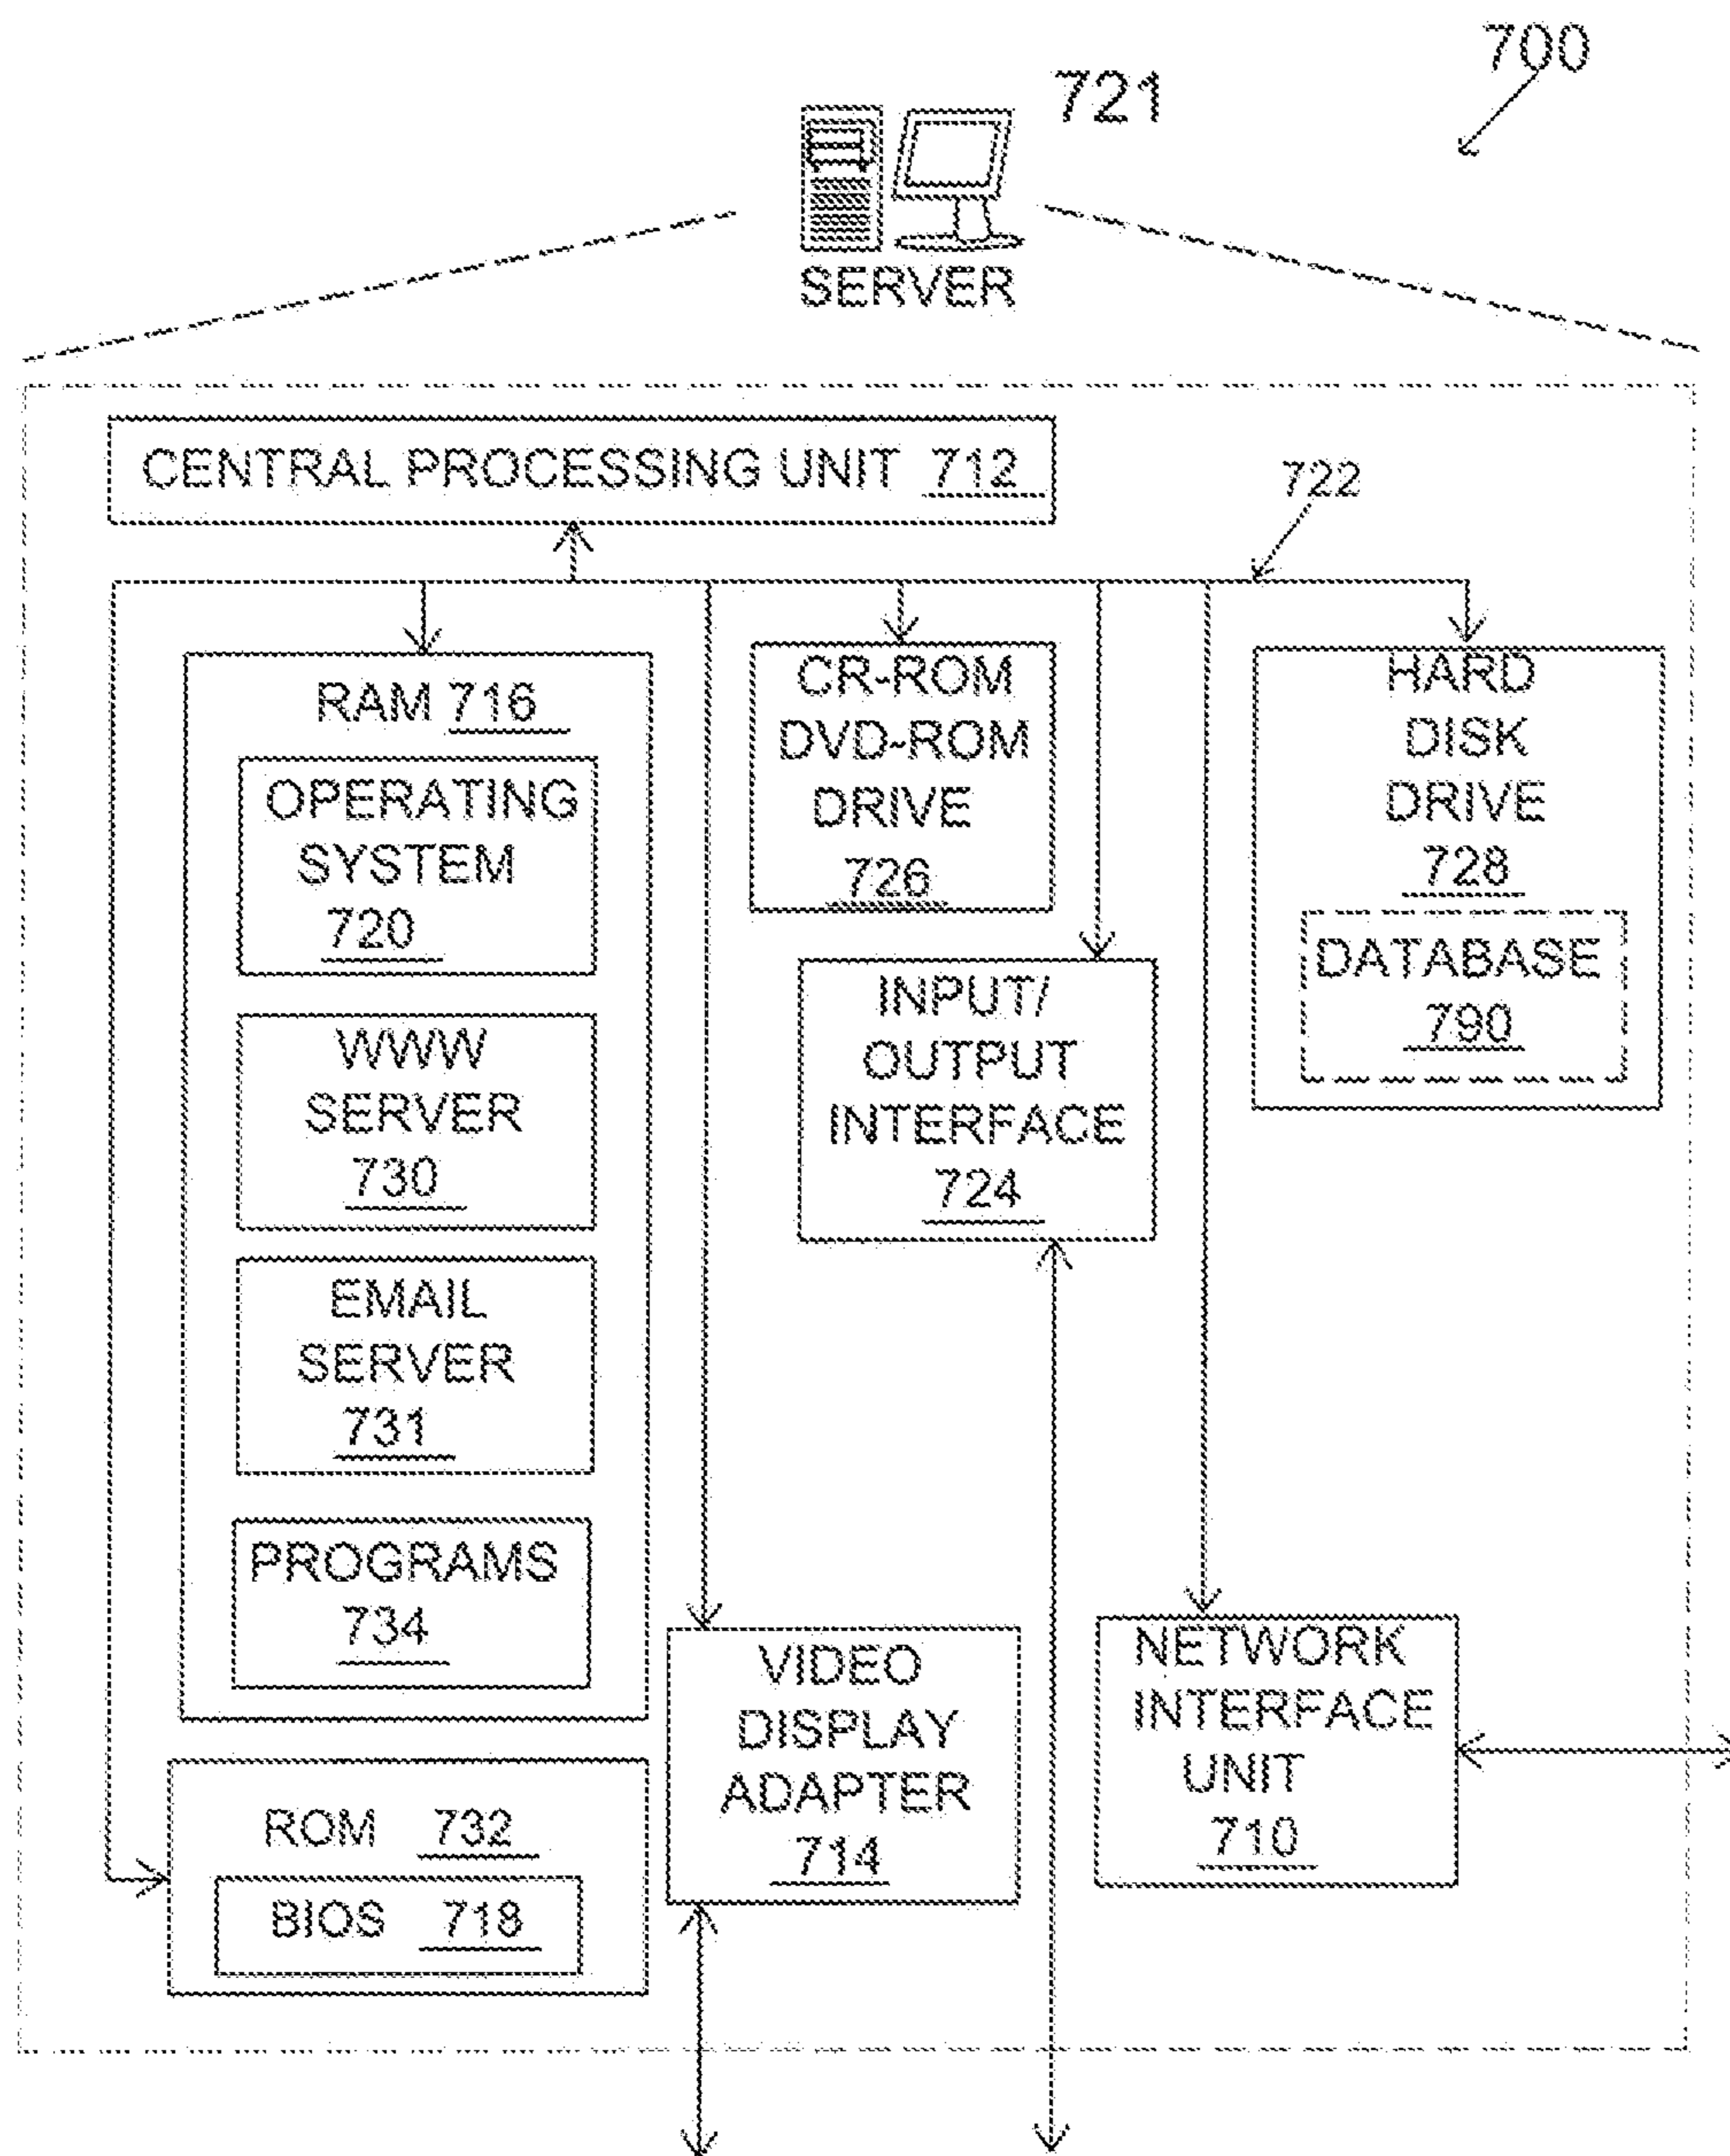 700
721
SERVER
CENTRAL PROCESSING UNIT 712
722
RAM 716
OPERATING
SYSTEM
720
WWW
SERVER
730
EMAIL
SERVER
731
PROGRAMS
734
ROM 732
BIOS 718
CR-ROM
DVD-ROM
DRIVE
726
INPUT/
OUTPUT
INTERFACE
724
HARD
DISK
DRIVE
728
DATABASE
790
VIDEO
DISPLAY
ADAPTER
714
NETWORK
INTERFACE
UNIT
710